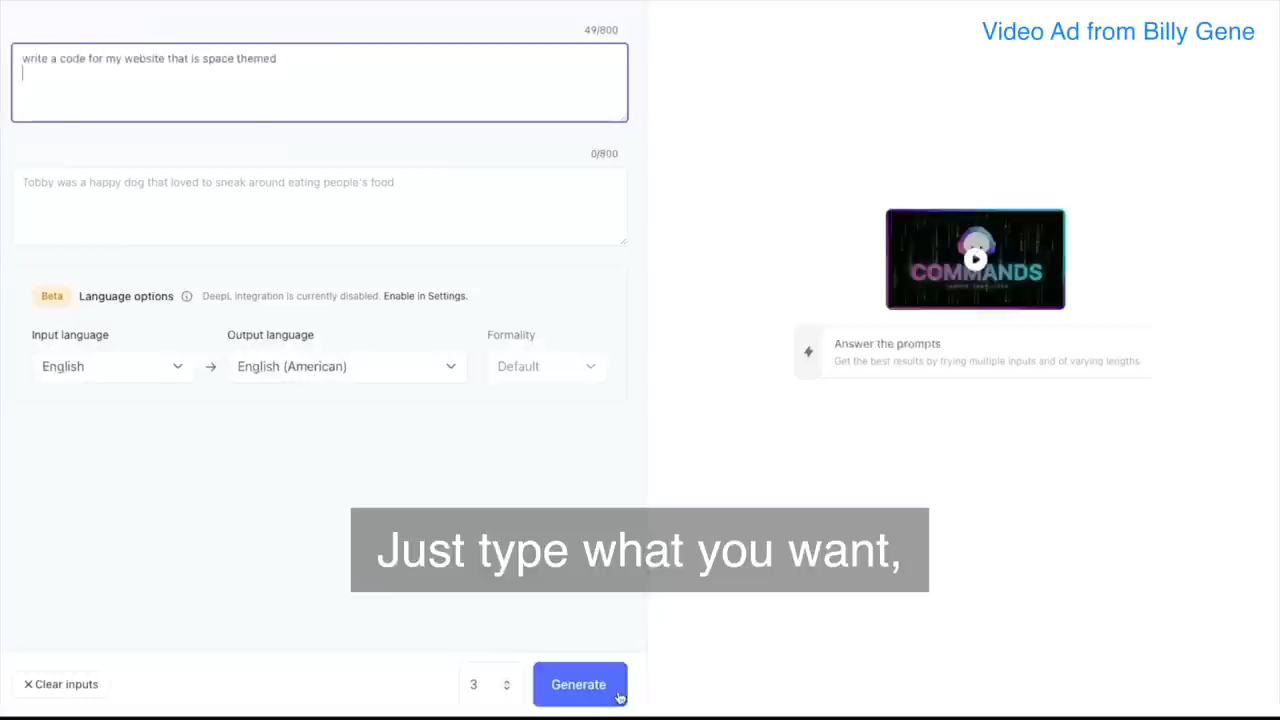 49/800
Video Ad from Billy Gene
write a code for my website that is space themed
0/800
Tobby was a happy dog that loved to sneak around eating people's food
COMMANDS
Beta Language options DeepL integration is currently disabled. Enable in Settings.
Input language Output language Formality
English → English (American) Default
Answer the prompts
Get the best results by trying multiple inputs and of varying lengths.
Just type what you want,
Clear inputs 3 Generate